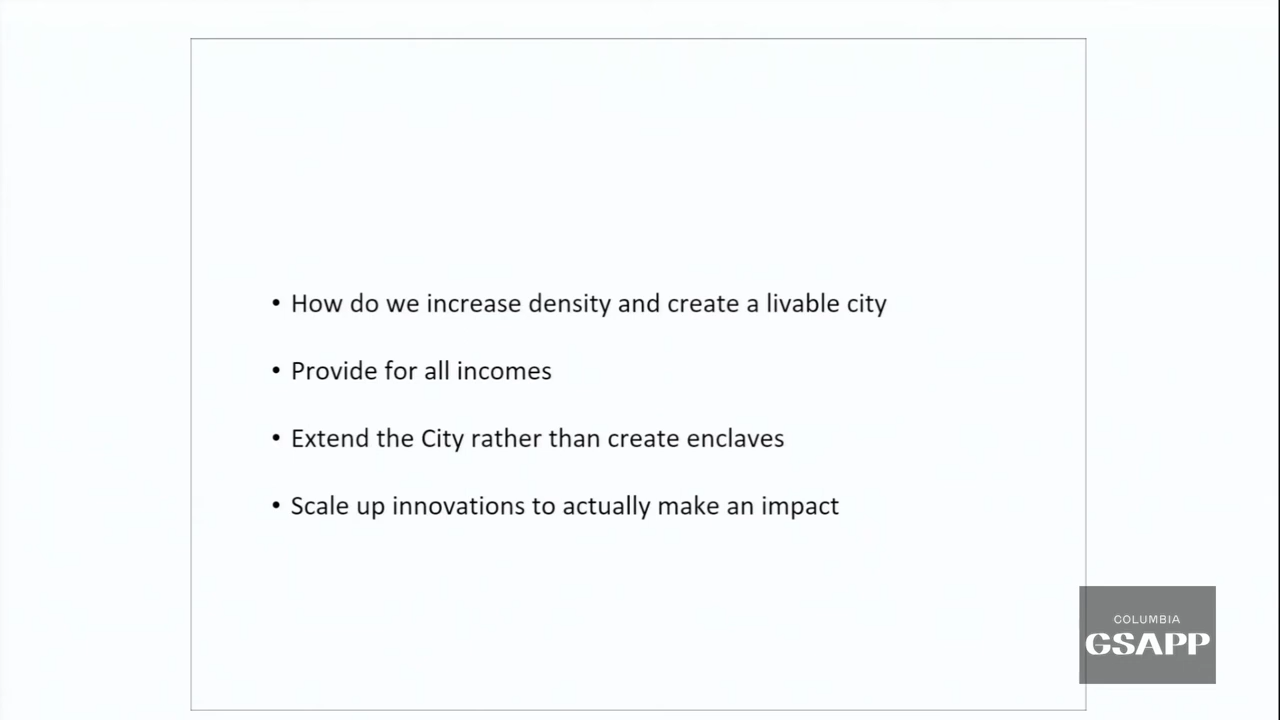 • How do we increase density and create a livable city
• Provide for all incomes
• Extend the City rather than create enclaves
• Scale up innovations to actually make an impact
COLUMBIA
GSAPP